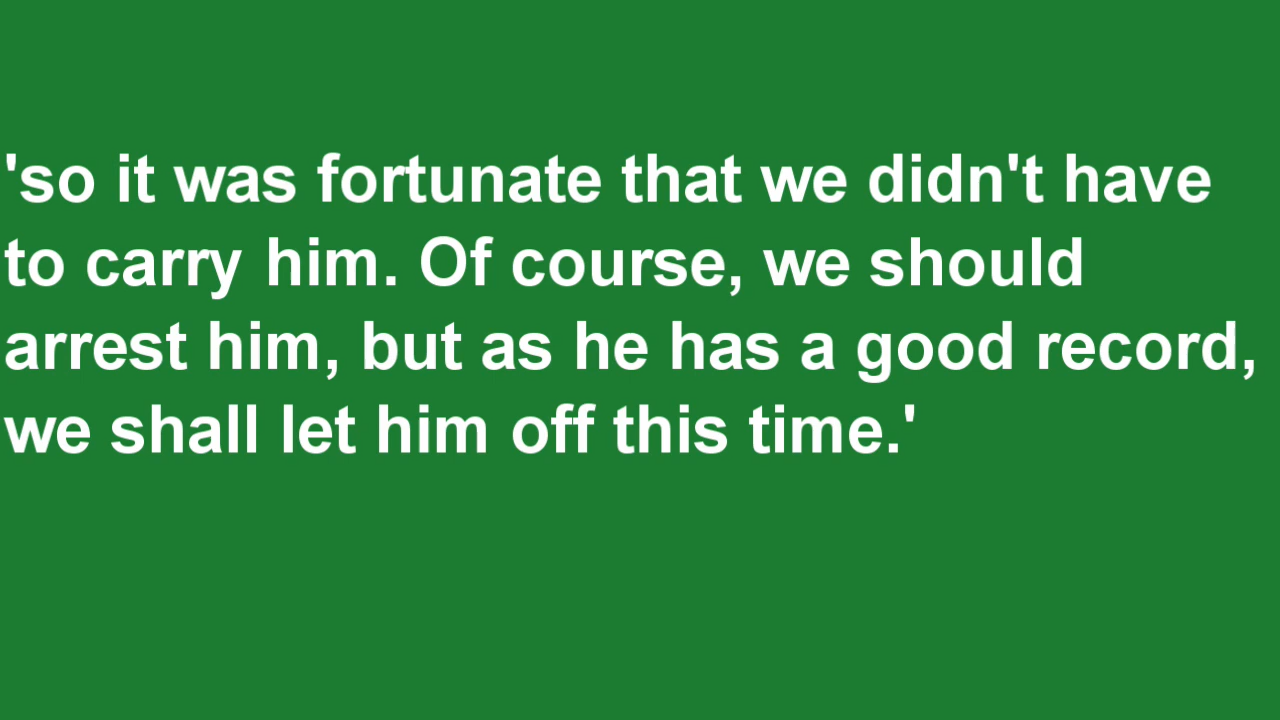 'so it was fortunate that we didn't have
to carry him. Of course, we should
arrest him, but as he has a good record,
we shall let him off this time.'